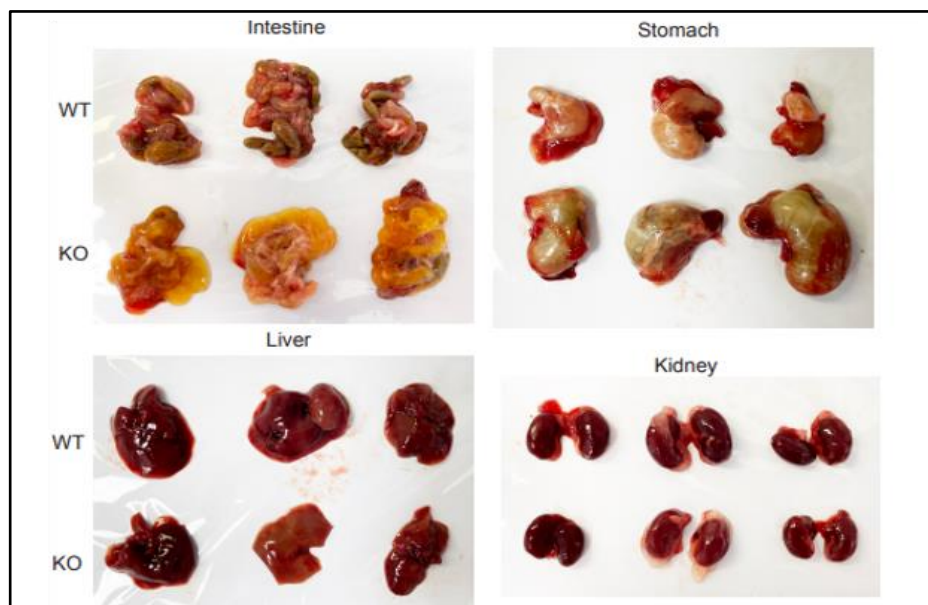 Intestine
Stomach
WT
KO
Liver
Kidney
WT
KO